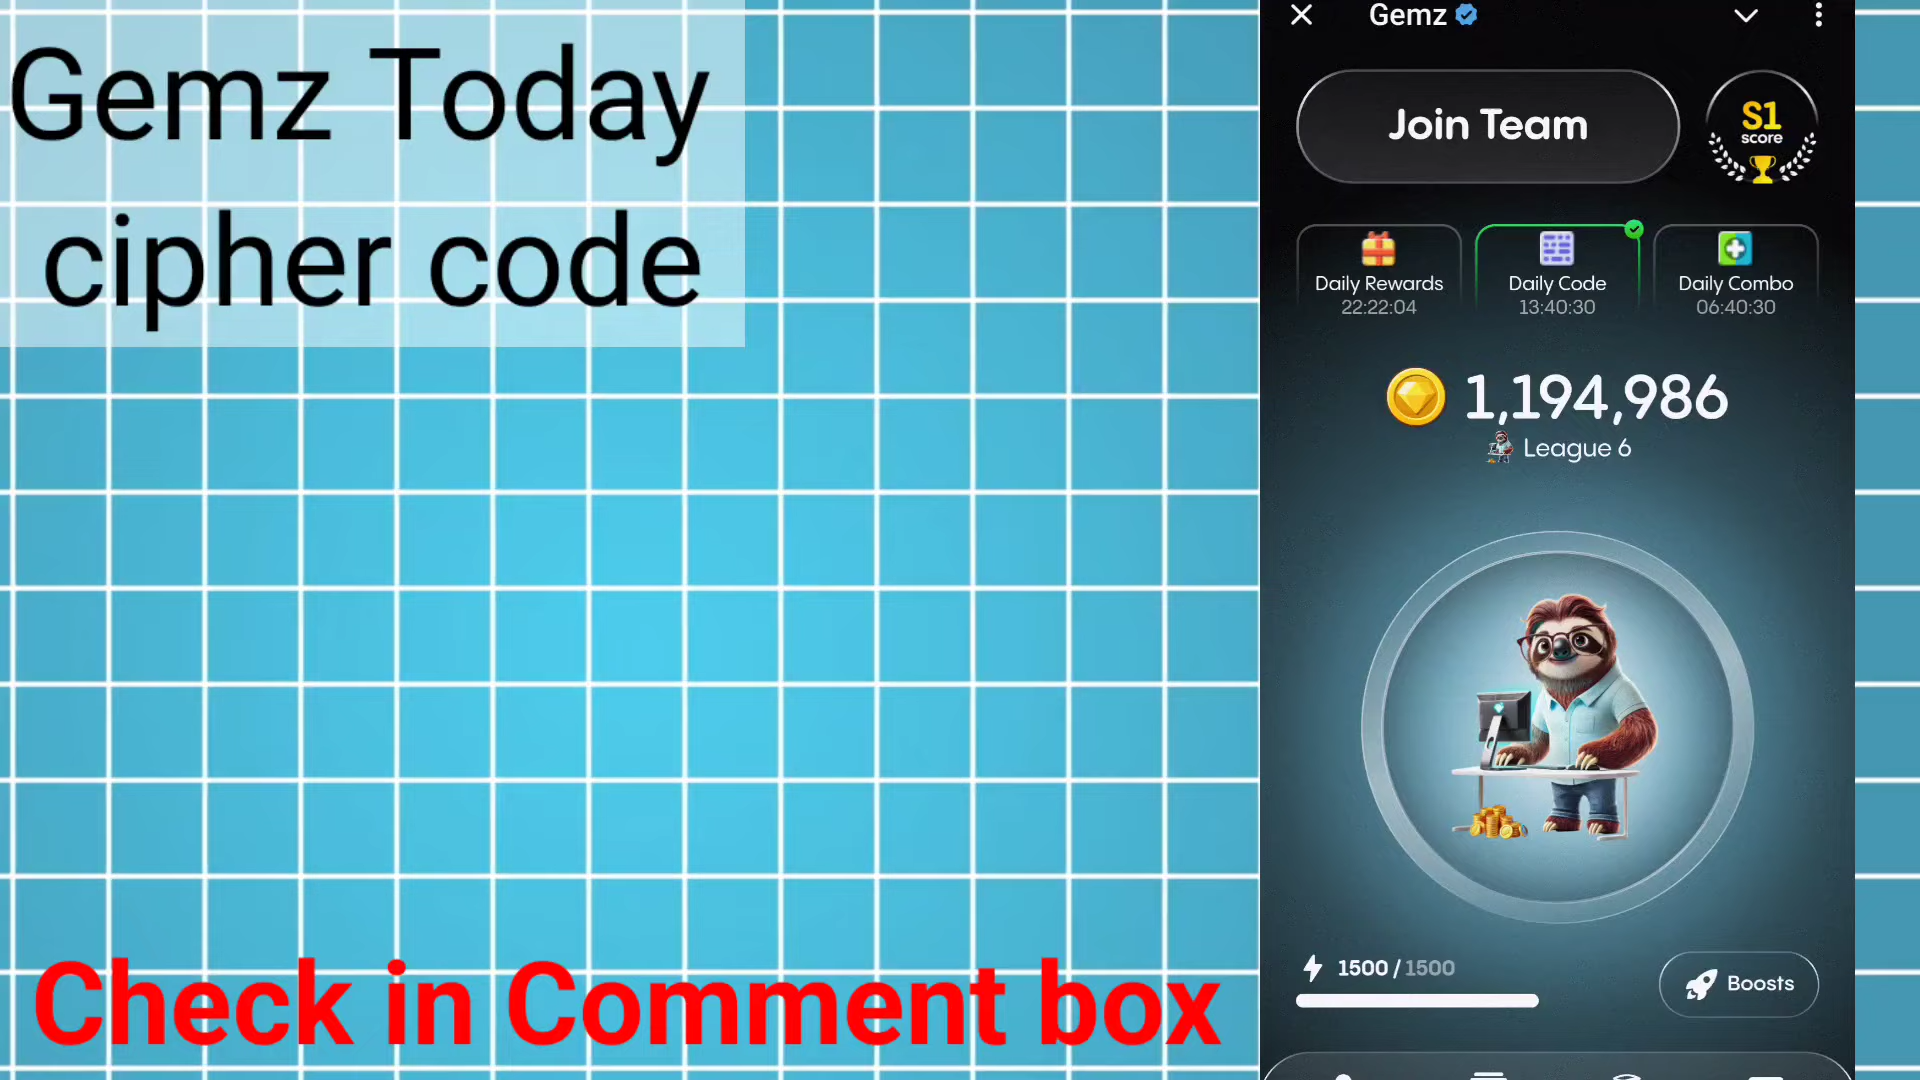 Gemz Today
cipher code
Check in Comment box
Gemz
Join Team
S1
score
Daily Rewards
22:22:04
Daily Code
13:40:30
Daily Combo
06:40:30
1,194,986
League 6
1500 / 1500
Boosts